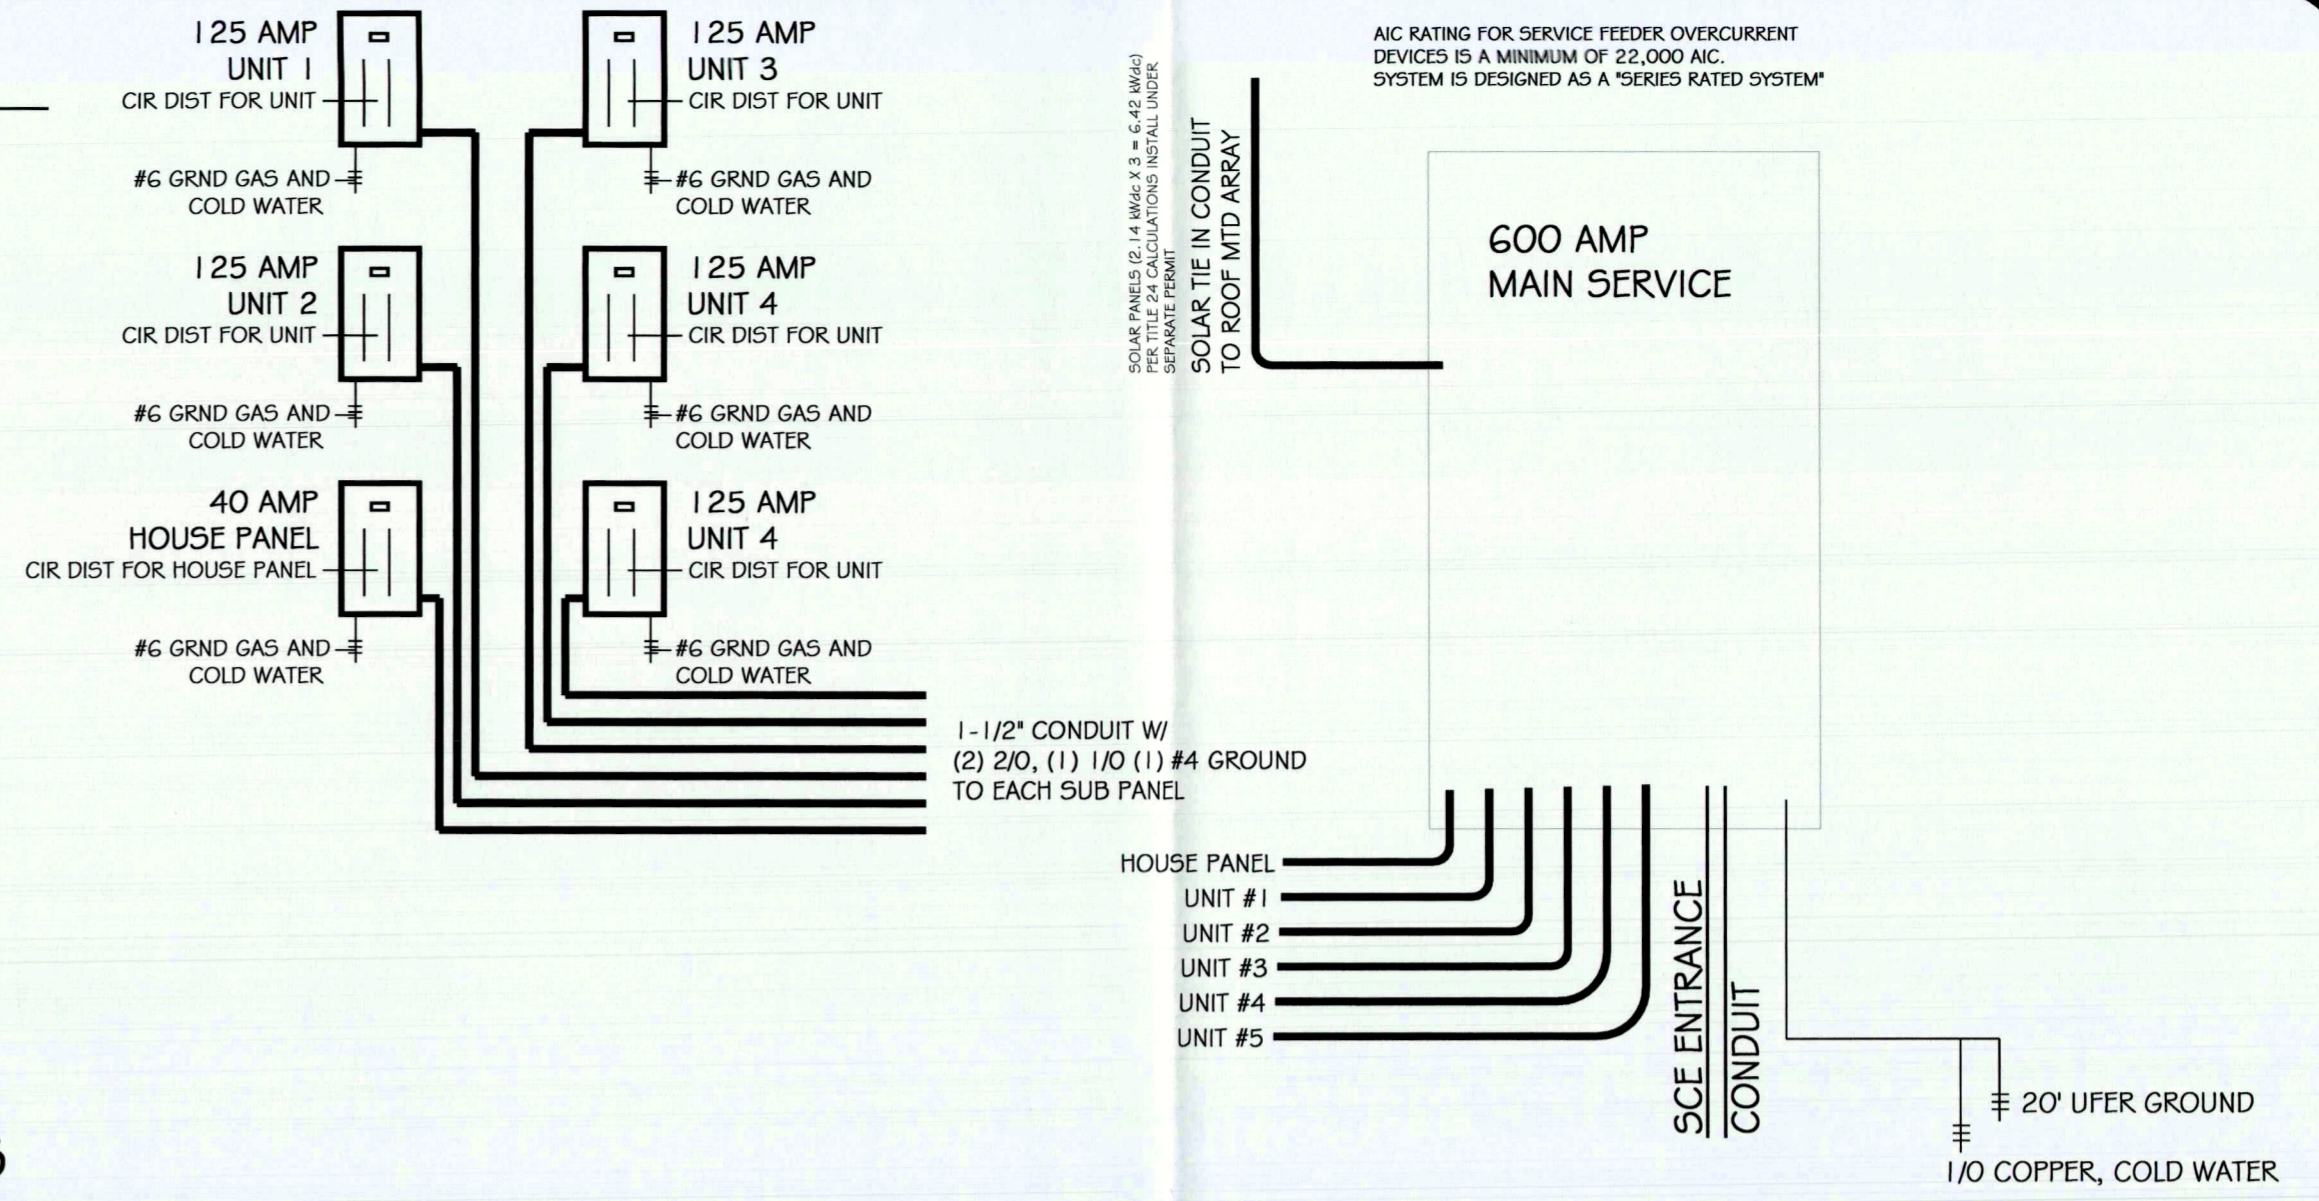 125 AMP
UNIT 1
CIR DIST FOR UNIT
#6 GRND GAS AND
COLD WATER
125 AMP
UNIT 3
CIR DIST FOR UNIT
#6 GRND GAS AND
COLD WATER
125 AMP
UNIT 2
CIR DIST FOR UNIT
#6 GRND GAS AND
COLD WATER
125 AMP
UNIT 4
CIR DIST FOR UNIT
#6 GRND GAS AND
COLD WATER
40 AMP
HOUSE PANEL
CIR DIST FOR HOUSE PANEL
#6 GRND GAS AND
COLD WATER
125 AMP
UNIT 4
CIR DIST FOR UNIT
#6 GRND GAS AND
COLD WATER
1-1/2" CONDUIT W/
(2) 2/0, (1) 1/0 (1) #4 GROUND
TO EACH SUB PANEL
SOLAR PANELS (2.14 kWdc X 3 = 6.42 kWdc)
PER TITLE 24 CALCULATIONS INSTALL UNDER
SEPARATE PERMIT
SOLAR TIE IN CONDUIT
TO ROOF MTD ARRAY
AIC RATING FOR SERVICE FEEDER OVERCURRENT
DEVICES IS A MINIMUM OF 22,000 AIC.
SYSTEM IS DESIGNED AS A "SERIES RATED SYSTEM"
600 AMP
MAIN SERVICE
HOUSE PANEL
UNIT #1
UNIT #2
UNIT #3
UNIT #4
UNIT #5
SCE ENTRANCE
CONDUIT
20' UFER GROUND
1/0 COPPER, COLD WATER